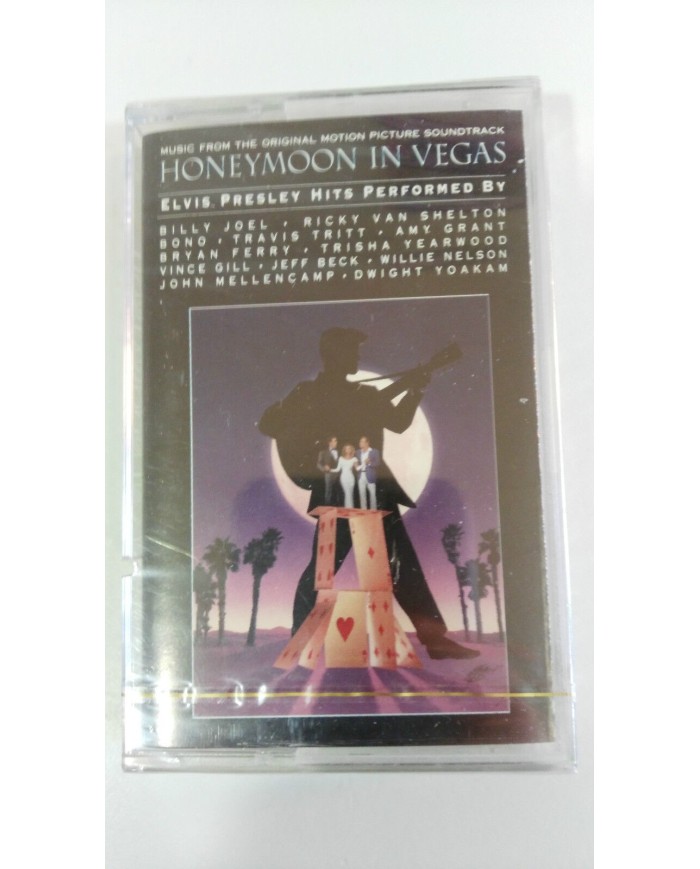 MUSIC FROM THE ORIGINAL MOTION PICTURE SOUNDTRACK
HONEYMOON IN VEGAS
ELVIS PRESLEY HITS PERFORMED BY
BILLY JOEL · RICKY VAN SHELTON
BONO · TRAVIS TRITT · AMY GRANT
BRYAN FERRY · TRISHA YEARWOOD
VINCE GILL · JEFF BECK · WILLIE NELSON
JOHN MELLENCAMP · DWIGHT YOAKAM